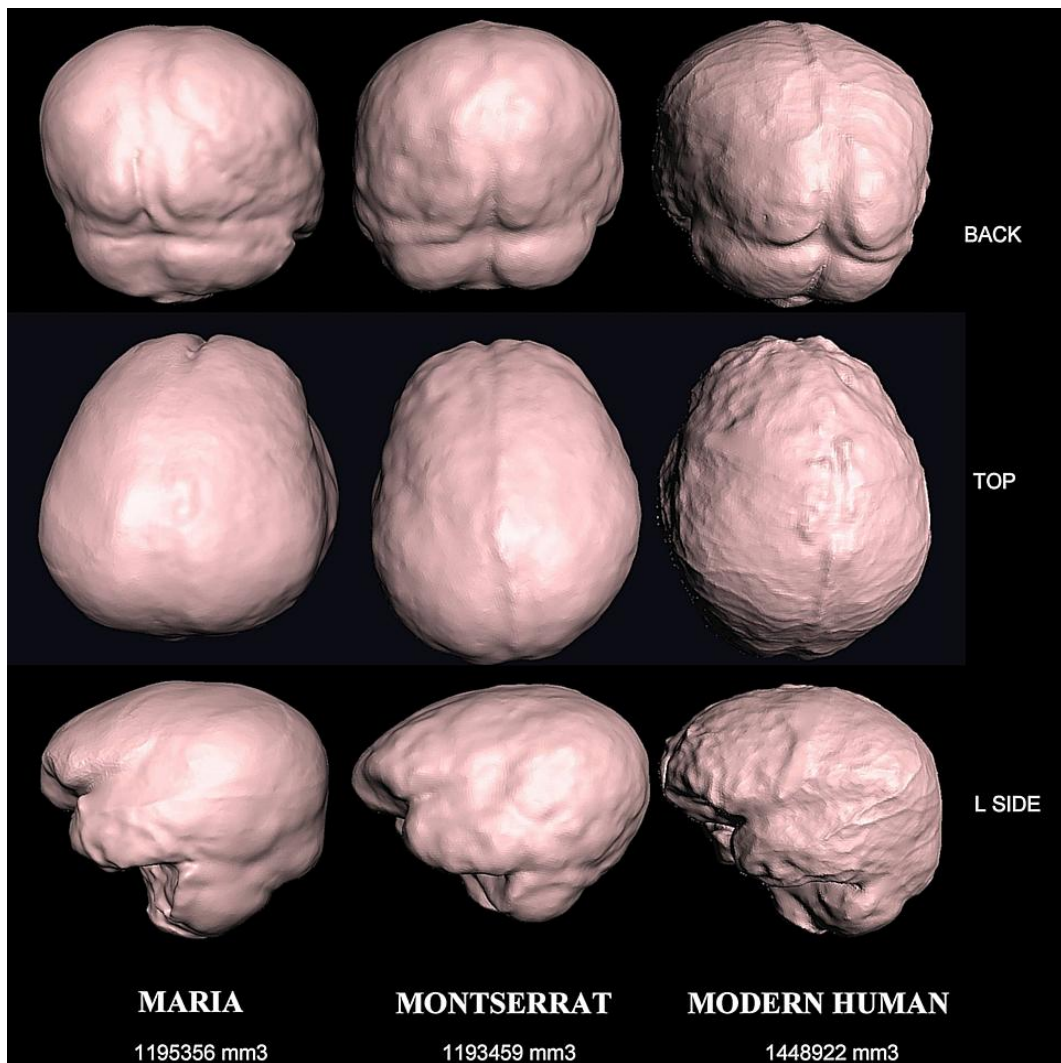 BACK
TOP
L SIDE
MARIA
MONTSERRAT
MODERN HUMAN
1195356 mm3
1193459 mm3
1448922 mm3